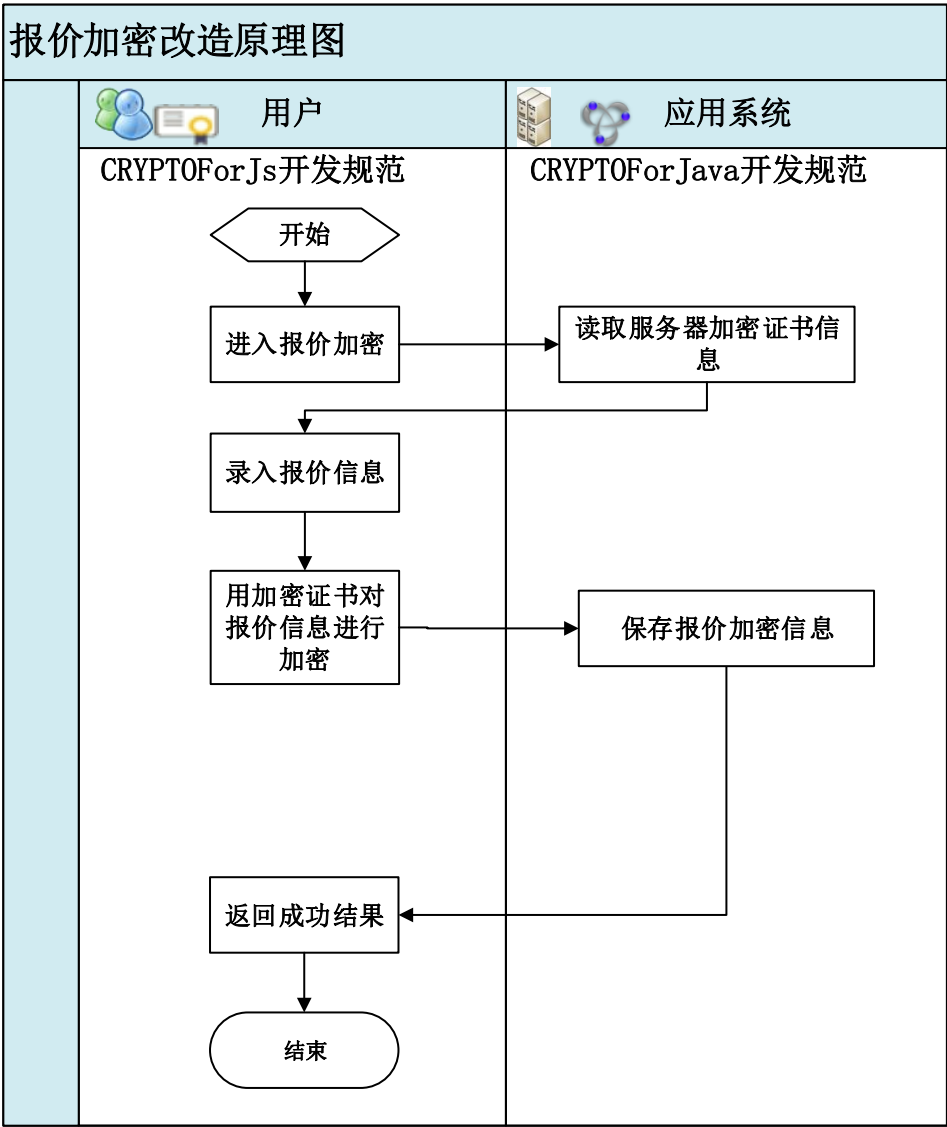 报价加密改造原理图
用户
应用系统
CRYPTOForJs开发规范
CRYPTOForJava开发规范
开始
进入报价加密
读取服务器加密证书信
息
录入报价信息
用加密证书对
报价信息进行
加密
保存报价加密信息
返回成功结果
结束